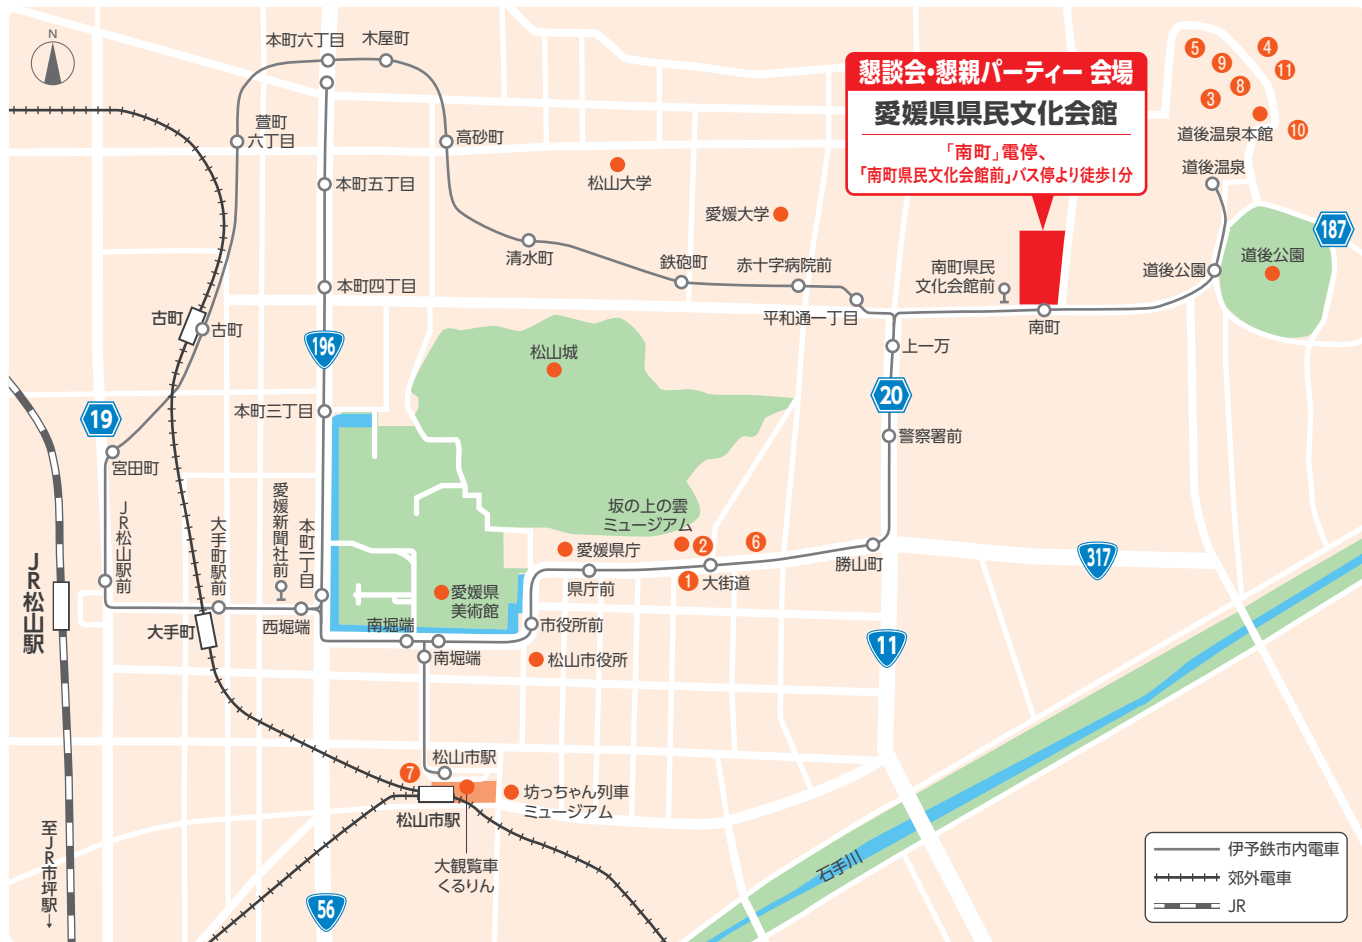 N
本町六丁目
木屋町
萱町
六丁目
高砂町
本町五丁目
松山大学
愛媛大学
清水町
鉄砲町
赤十字病院前
平和通一丁目
本町四丁目
古町
古町
196
松山城
上一万
20
警察署前
本町三丁目
19
宮田町
JR松山駅前
大手町駅前
愛媛新聞社前
本町一丁目
JR松山駅
大手町
西堀端
南堀端
南堀端
愛媛県
美術館
市役所前
松山市役所
愛媛県庁
県庁前
坂の上の雲
ミュージアム
2
6
1
大街道
勝山町
317
11
懇談会・懇親パーティー 会場
愛媛県県民文化会館
「南町」電停、
「南町県民文化会館前」バス停より徒歩1分
南町県民
文化会館前
南町
道後公園
道後公園
187
道後温泉
道後温泉本館
5
9
4
11
8
3
10
7
松山市駅
松山市駅
坊っちゃん列車
ミュージアム
大観覧車
くるりん
56
至JR市坪駅→
石手川
伊予鉄市内電車
郊外電車
JR